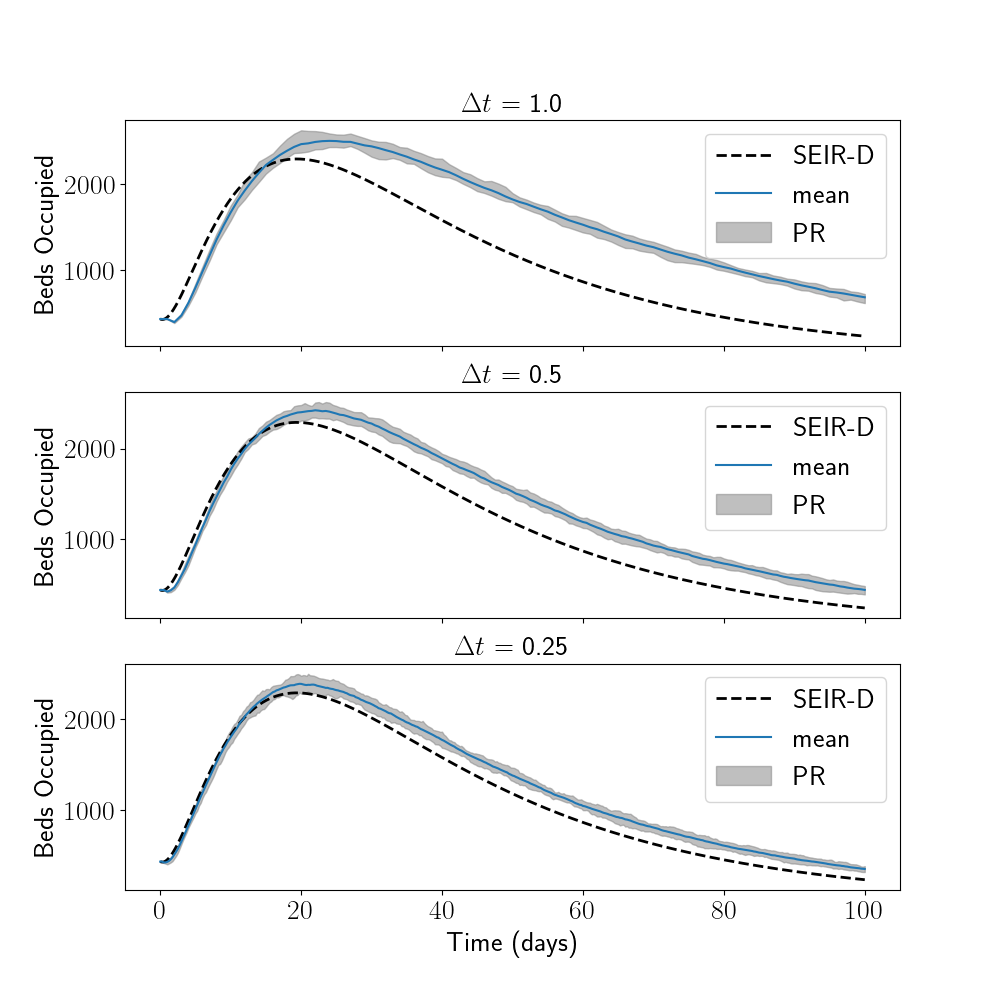 Δt = 1.0
Beds Occupied
2000
1000
SEIR-D
mean
PR
Δt = 0.5
Beds Occupied
2000
1000
SEIR-D
mean
PR
Δt = 0.25
Beds Occupied
2000
1000
SEIR-D
mean
PR
0 20 40 60 80 100
Time (days)